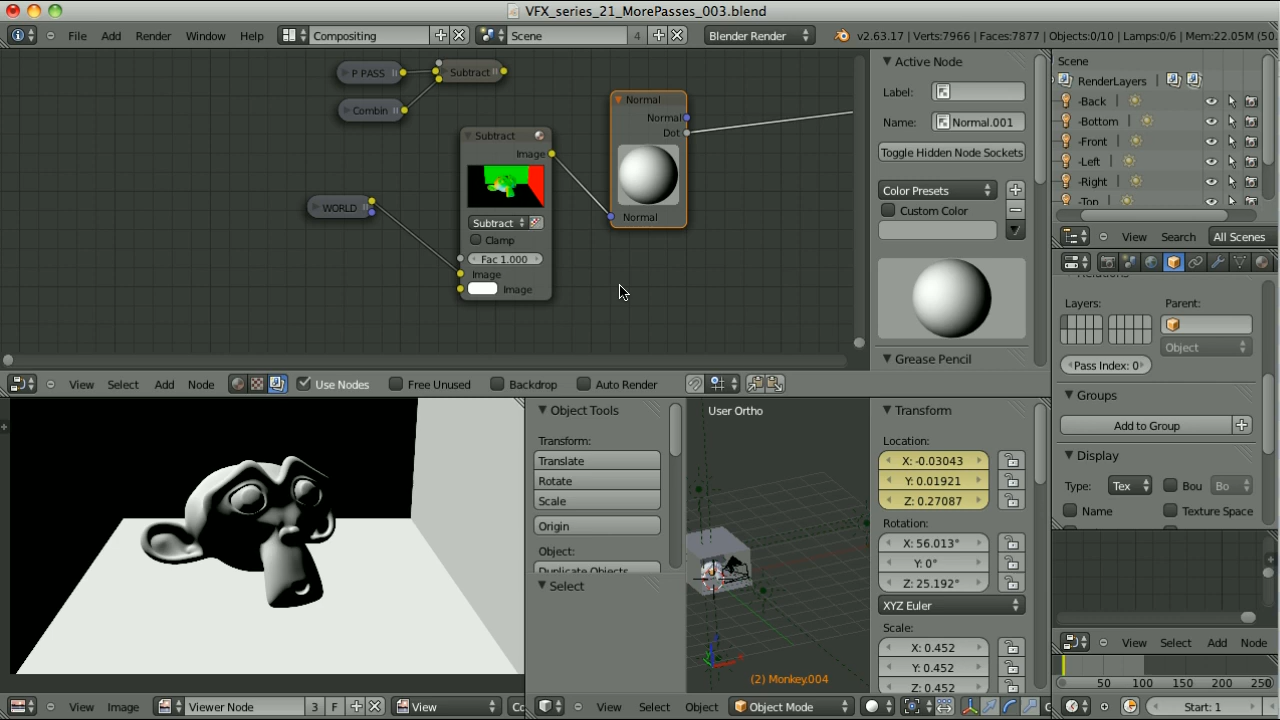 VFX_series_21_MorePasses_003.blend
File Add Render Window Help Compositing Scene 4 Blender Render v2.63.17 | Verts:7966 | Faces:7877 | Objects:0/10 | Lamps:0/6 | Mem:22.05M (50.
P PASS
Subtract
Combin
Subtract
Image
Subtract
Clamp
Fac 1.000
Image
Image
WORLD
Normal
Normal
Dot
Normal
Active Node
Label:
Name: Normal.001
Toggle Hidden Node Sockets
Color Presets
Custom Color
Grease Pencil
Scene
RenderLayers
-Back
-Bottom
-Front
-Left
-Right
-Top
View Search All Scenes
Relations
Layers: Parent:
Object
Pass Index: 0
Groups
Add to Group
Display
Type: Tex Bou Bo
Name Texture Space
View Select Add Node Use Nodes Free Unused Backdrop Auto Render
Object Tools
Transform:
Translate
Rotate
Scale
Origin
Object:
Duplicate Objects
Select
User Ortho
(2) Monkey.004
Transform
Location:
X: -0.03043
Y: 0.01921
Z: 0.27087
Rotation:
X: 56.013°
Y: 0°
Z: 25.192°
XYZ Euler
Scale:
X: 0.452
Y: 0.452
Z: 0.452
View Select Add Node
50 100 150 200 250
View Image Viewer Node 3 F View Co
View Select Object Object Mode
Start: 1